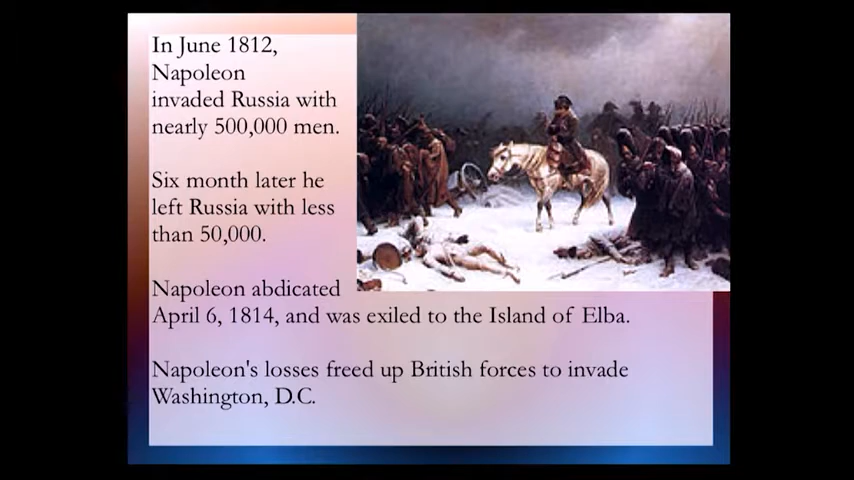 In June 1812,
Napoleon
invaded Russia with
nearly 500,000 men.
Six month later he
left Russia with less
than 50,000.
Napoleon abdicated
April 6, 1814, and was exiled to the Island of Elba.
Napoleon's losses freed up British forces to invade
Washington, D.C.